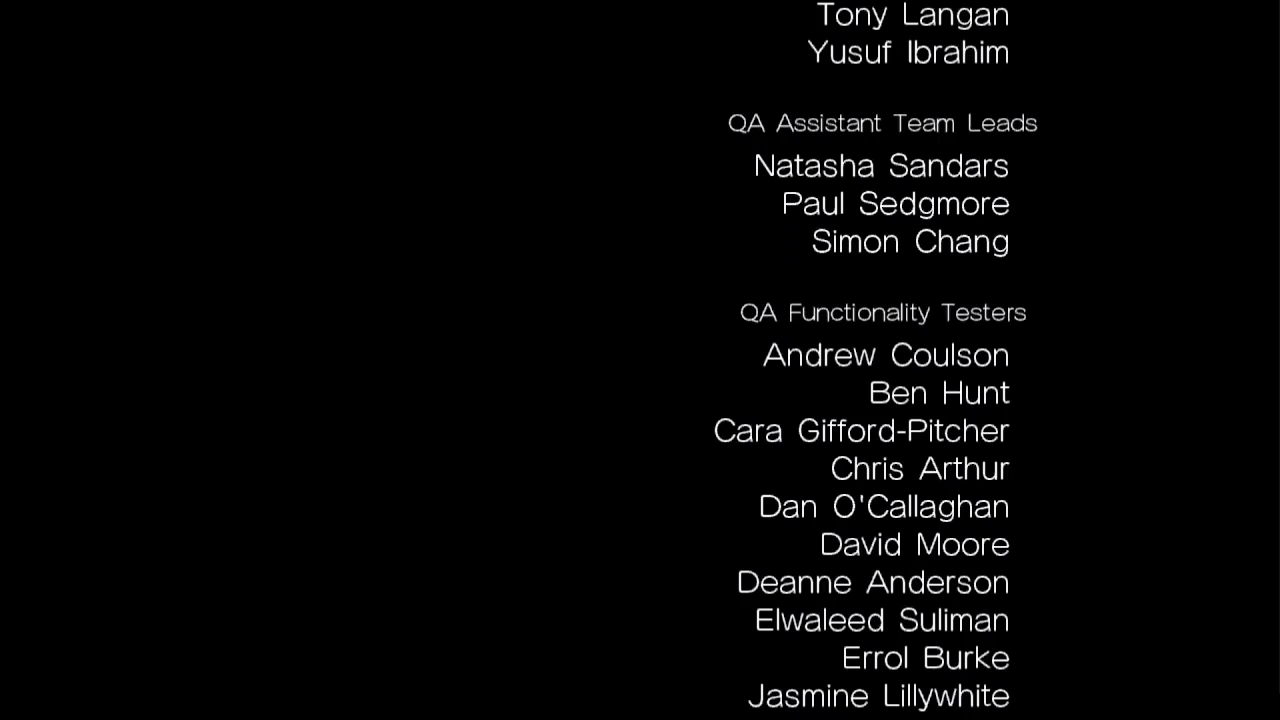 Tony Langan
Yusuf Ibrahim
QA Assistant Team Leads
Natasha Sandars
Paul Sedgmore
Simon Chang
QA Functionality Testers
Andrew Coulson
Ben Hunt
Cara Gifford-Pitcher
Chris Arthur
Dan O'Callaghan
David Moore
Deanne Anderson
Elwaleed Suliman
Errol Burke
Jasmine Lillywhite